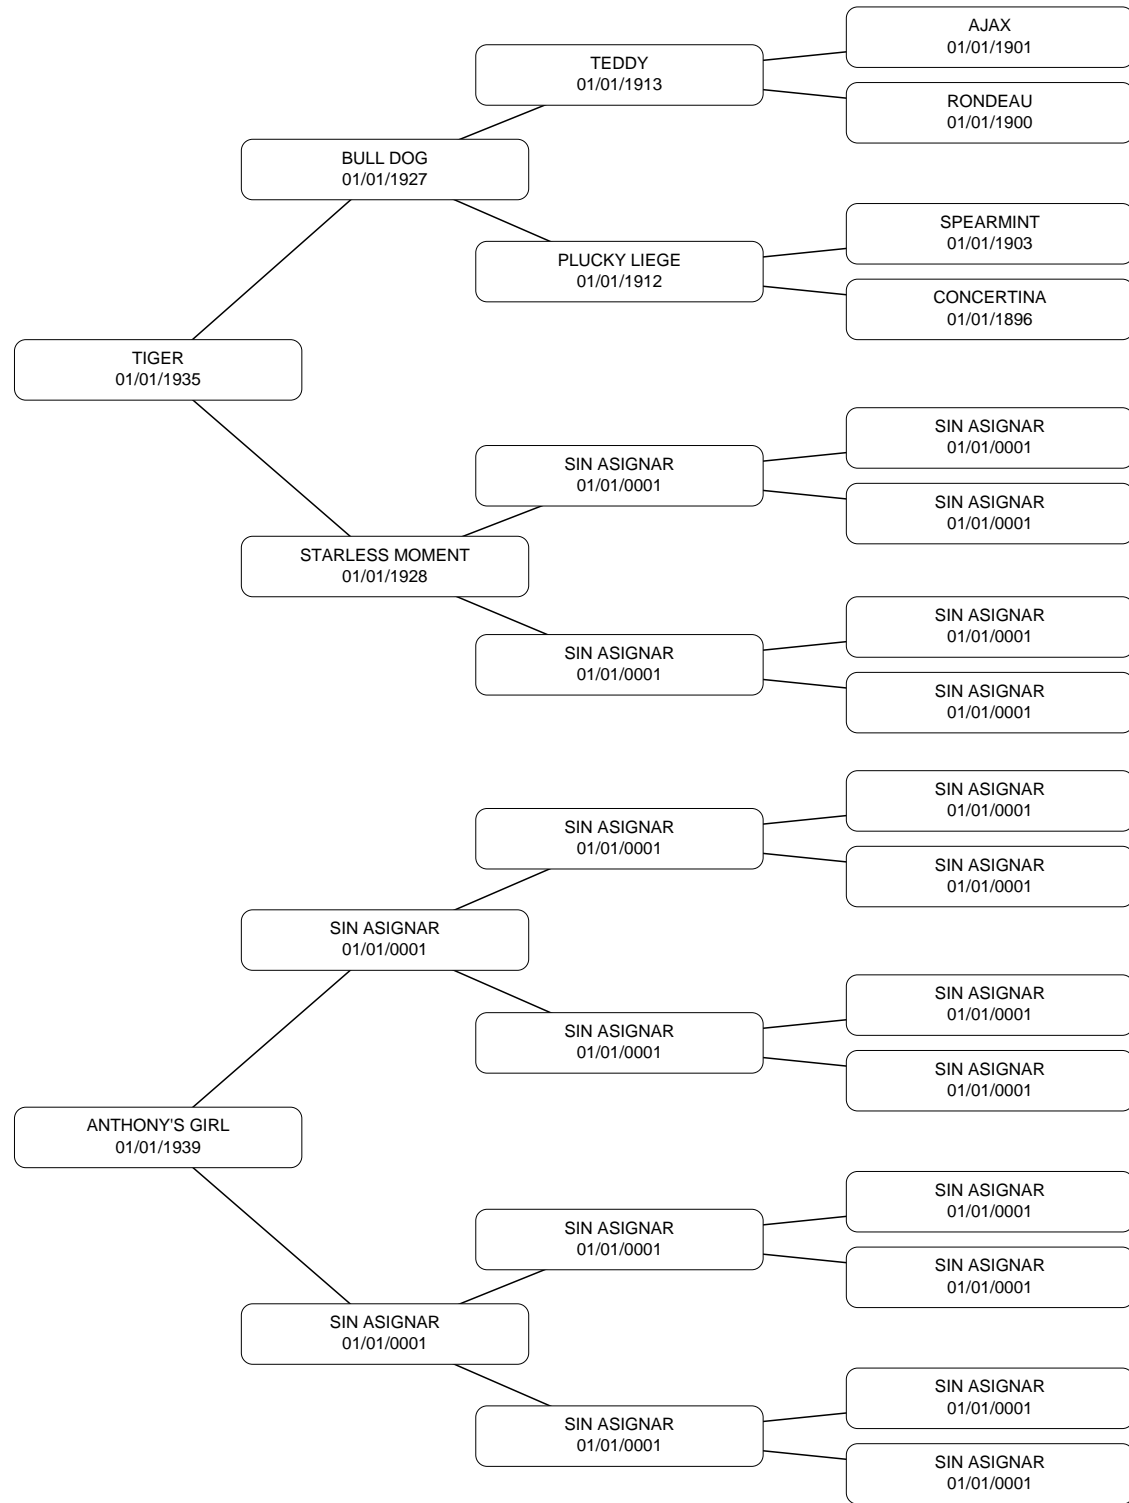 AJAX
01/01/1901
TEDDY
01/01/1913
RONDEAU
01/01/1900
BULL DOG
01/01/1927
SPEARMINT
01/01/1903
PLUCKY LIEGE
01/01/1912
CONCERTINA
01/01/1896
TIGER
01/01/1935
SIN ASIGNAR
01/01/0001
SIN ASIGNAR
01/01/0001
SIN ASIGNAR
01/01/0001
STARLESS MOMENT
01/01/1928
SIN ASIGNAR
01/01/0001
SIN ASIGNAR
01/01/0001
SIN ASIGNAR
01/01/0001
SIN ASIGNAR
01/01/0001
SIN ASIGNAR
01/01/0001
SIN ASIGNAR
01/01/0001
SIN ASIGNAR
01/01/0001
SIN ASIGNAR
01/01/0001
SIN ASIGNAR
01/01/0001
SIN ASIGNAR
01/01/0001
ANTHONY'S GIRL
01/01/1939
SIN ASIGNAR
01/01/0001
SIN ASIGNAR
01/01/0001
SIN ASIGNAR
01/01/0001
SIN ASIGNAR
01/01/0001
SIN ASIGNAR
01/01/0001
SIN ASIGNAR
01/01/0001
SIN ASIGNAR
01/01/0001